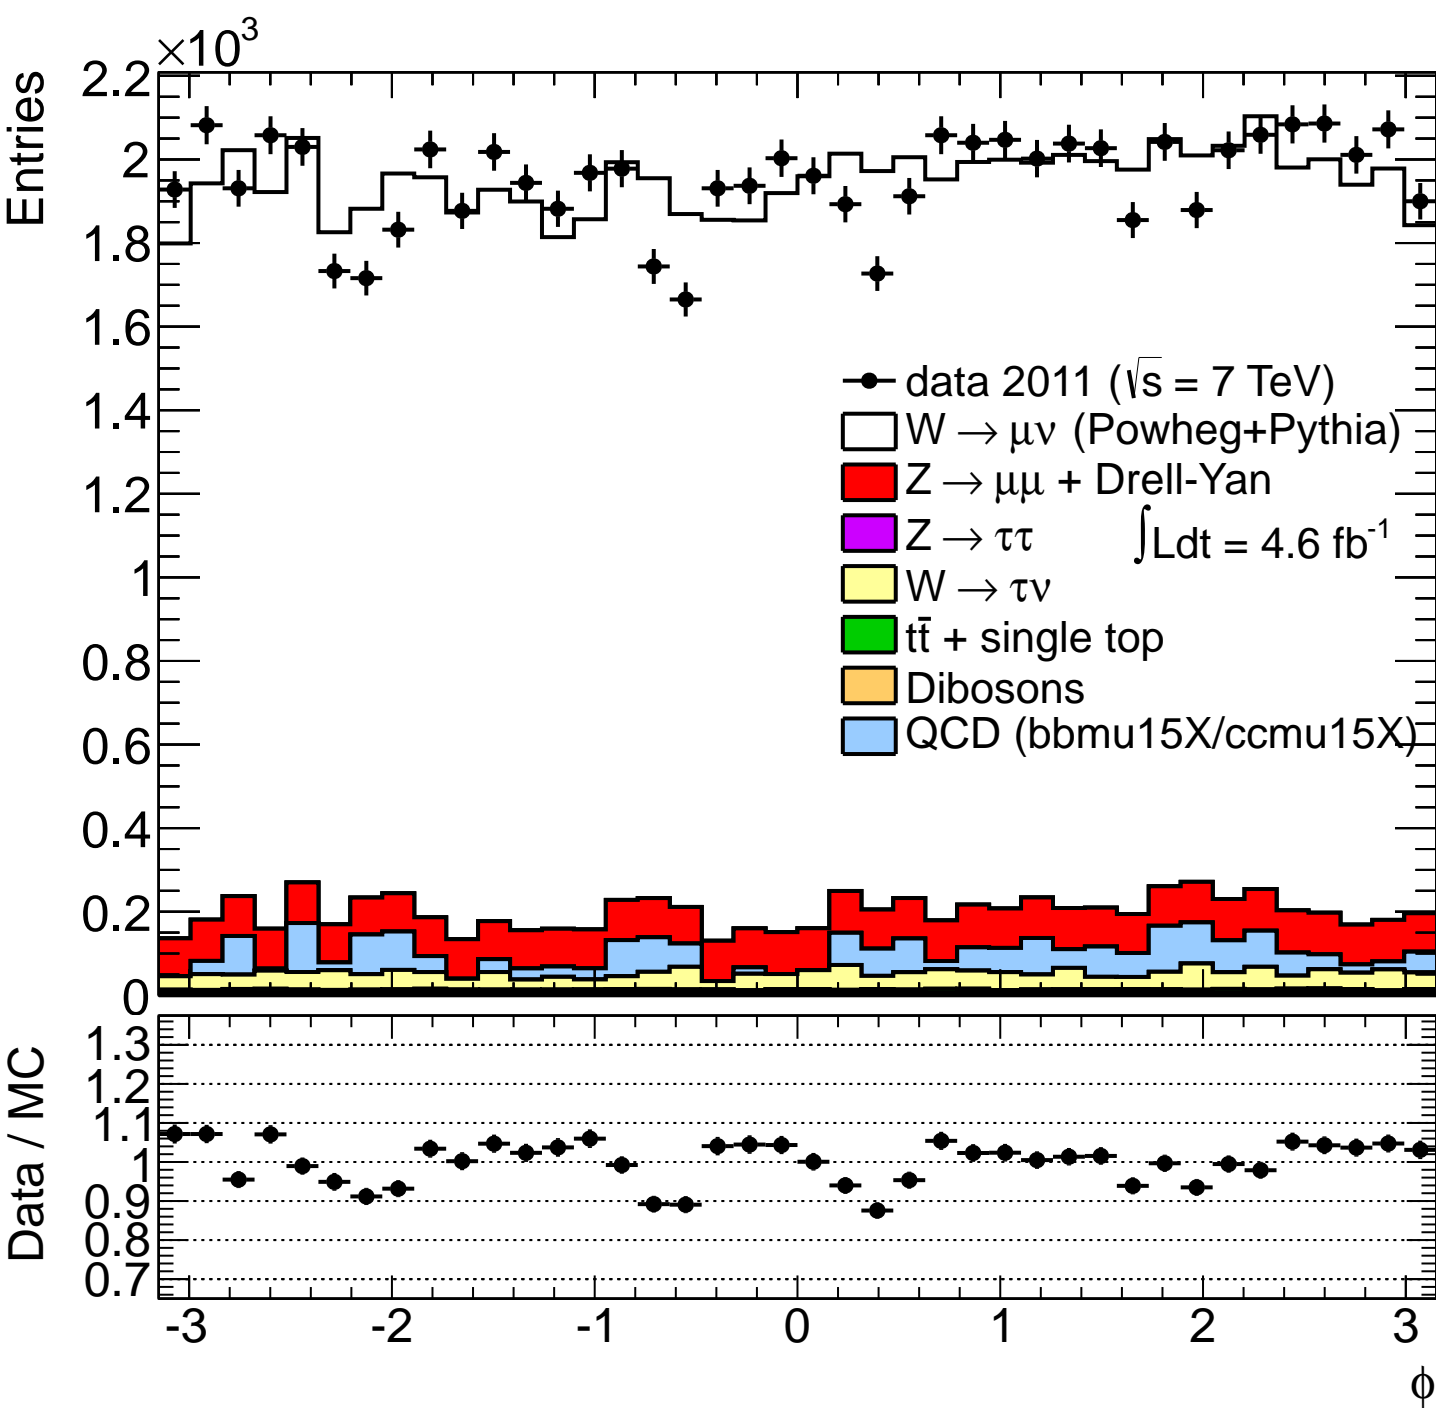 ×10³
Entries
2.2
2
1.8
1.6
1.4
1.2
1
0.8
0.6
0.4
0.2
0
data 2011 (√s = 7 TeV)
W → μν (Powheg+Pythia)
Z → μμ + Drell-Yan
Z → ττ
∫Ldt = 4.6 fb⁻¹
W → τν
tt̄ + single top
Dibosons
QCD (bbmu15X/ccmu15X)
Data / MC
1.3
1.2
1.1
1
0.9
0.8
0.7
-3 -2 -1 0 1 2 3
ϕ